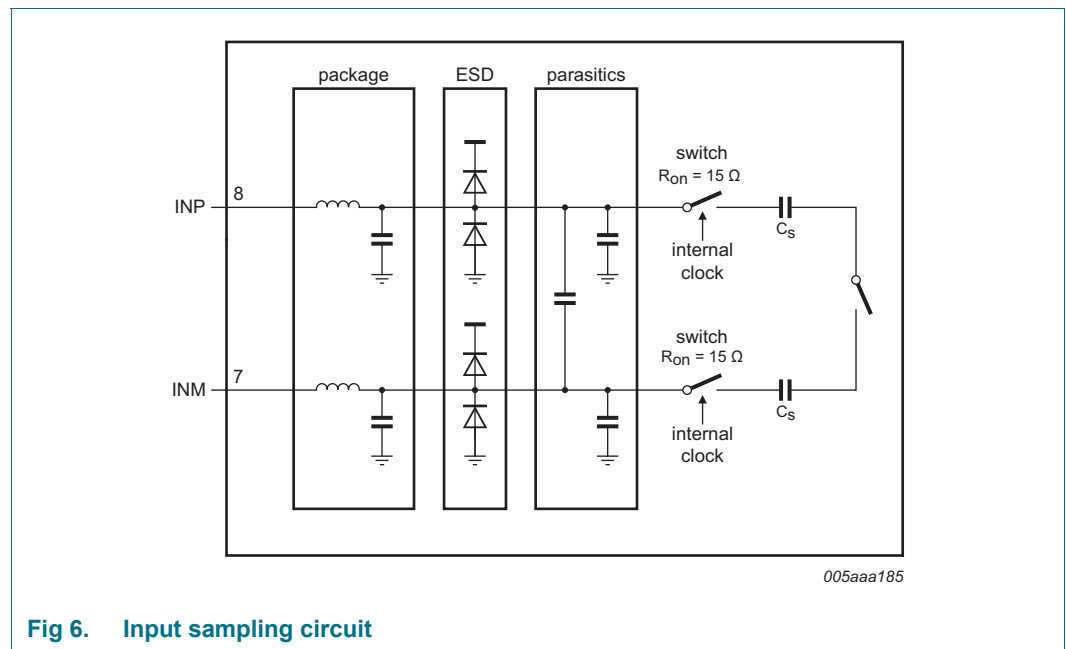 package ESD parasitics
switch
Ron = 15 Ω
INP 8
CS
internal
clock
switch
Ron = 15 Ω
INM 7
CS
internal
clock
005aaa185
Fig 6. Input sampling circuit